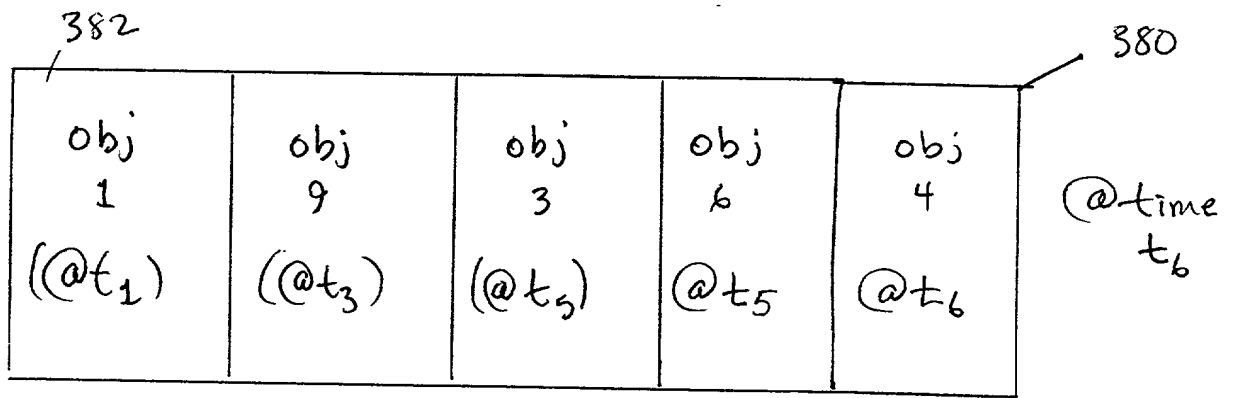 382
380
obj
1
(@t₁)
obj
9
(@t₃)
obj
3
(@t₅)
obj
6
@t₅
obj
4
@t₆
@time
t₆